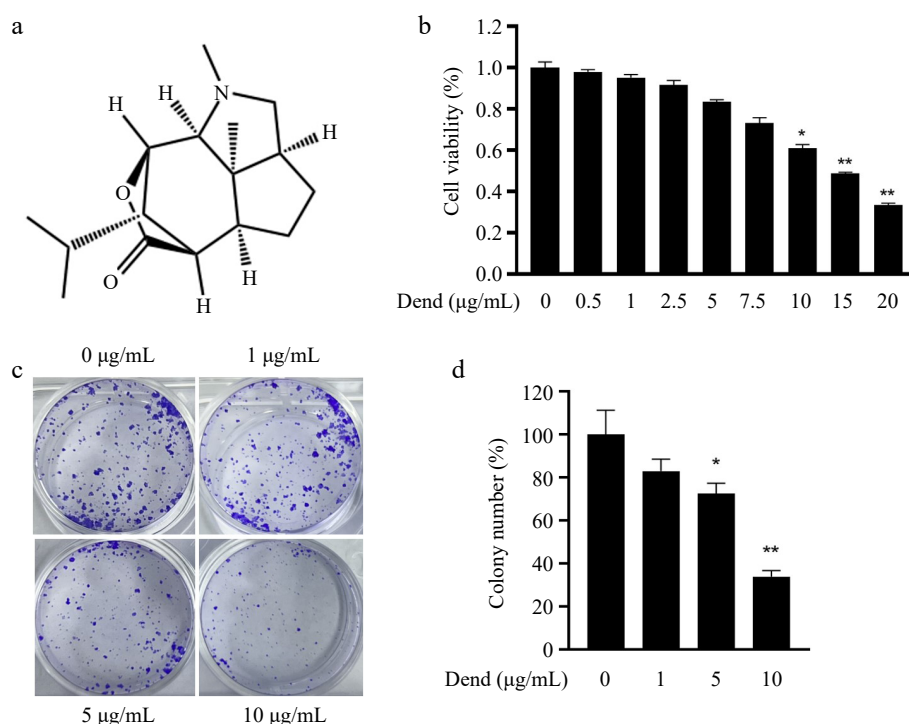 a
H
H
N
H
O
O
H
H
b
Cell viability (%)
1.0
0.8
0.6
0.4
0.2
0.0
*
**
**
Dend (μg/mL) 0 0.5 1 2.5 5 7.5 10 15 20
c
0 μg/mL 1 μg/mL
5 μg/mL 10 μg/mL
d
Colony number (%)
120
100
80
60
40
20
0
*
**
Dend (μg/mL) 0 1 5 10